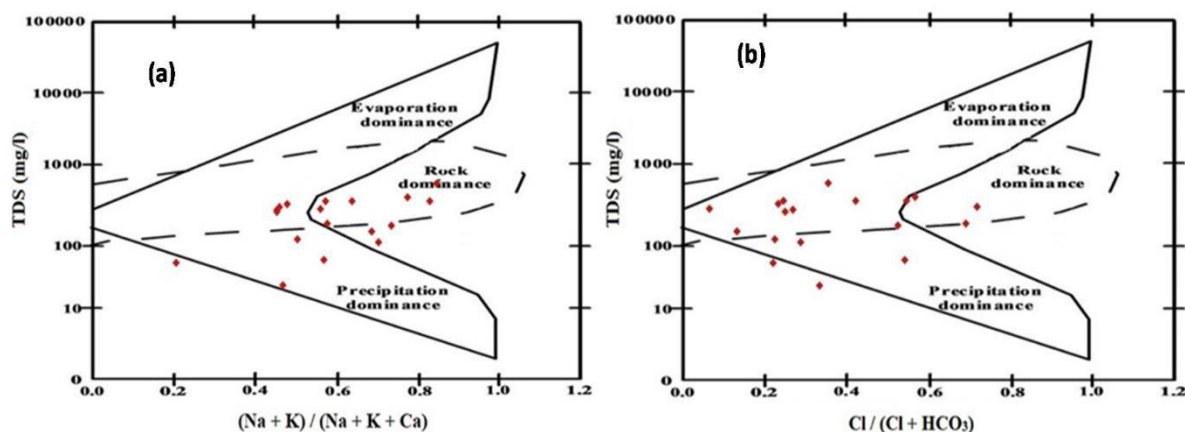 100000
10000
1000
100
10
0
TDS (mg/l)
(a)
Evaporation
dominance
Rock
dominance
Precipitation
dominance
0.0 0.2 0.4 0.6 0.8 1.0 1.2
(Na + K) / (Na + K + Ca)
100000
10000
1000
100
10
0
TDS (mg/l)
(b)
Evaporation
dominance
Rock
dominance
Precipitation
dominance
0.0 0.2 0.4 0.6 0.8 1.0 1.2
Cl / (Cl + HCO₃)